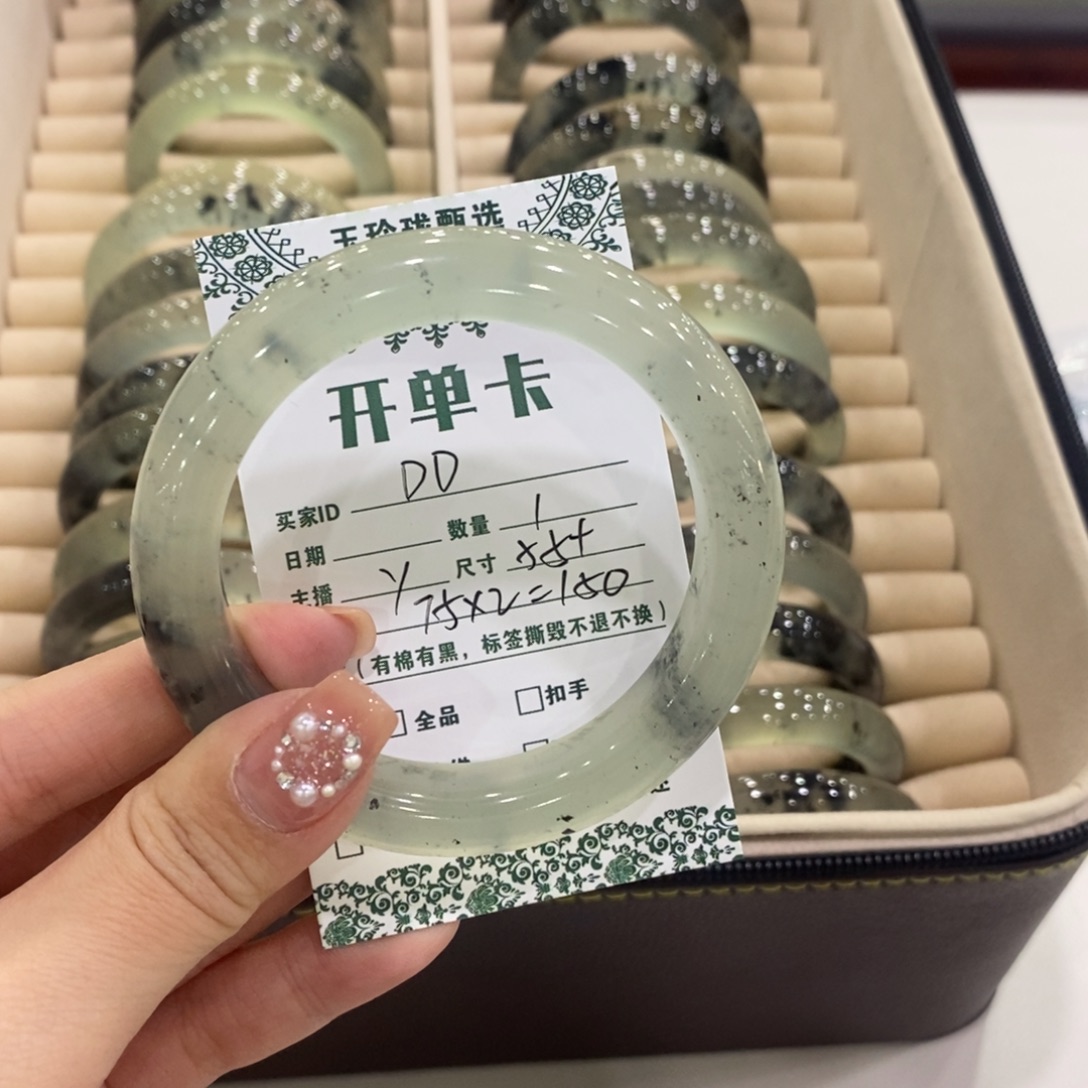 玉玲珑甄选
开单卡
买家ID DD
日期 数量 1
主播 Y 尺寸 554
75x2=150
(有棉有黑，标签撕毁不退不换)
全品 扣手